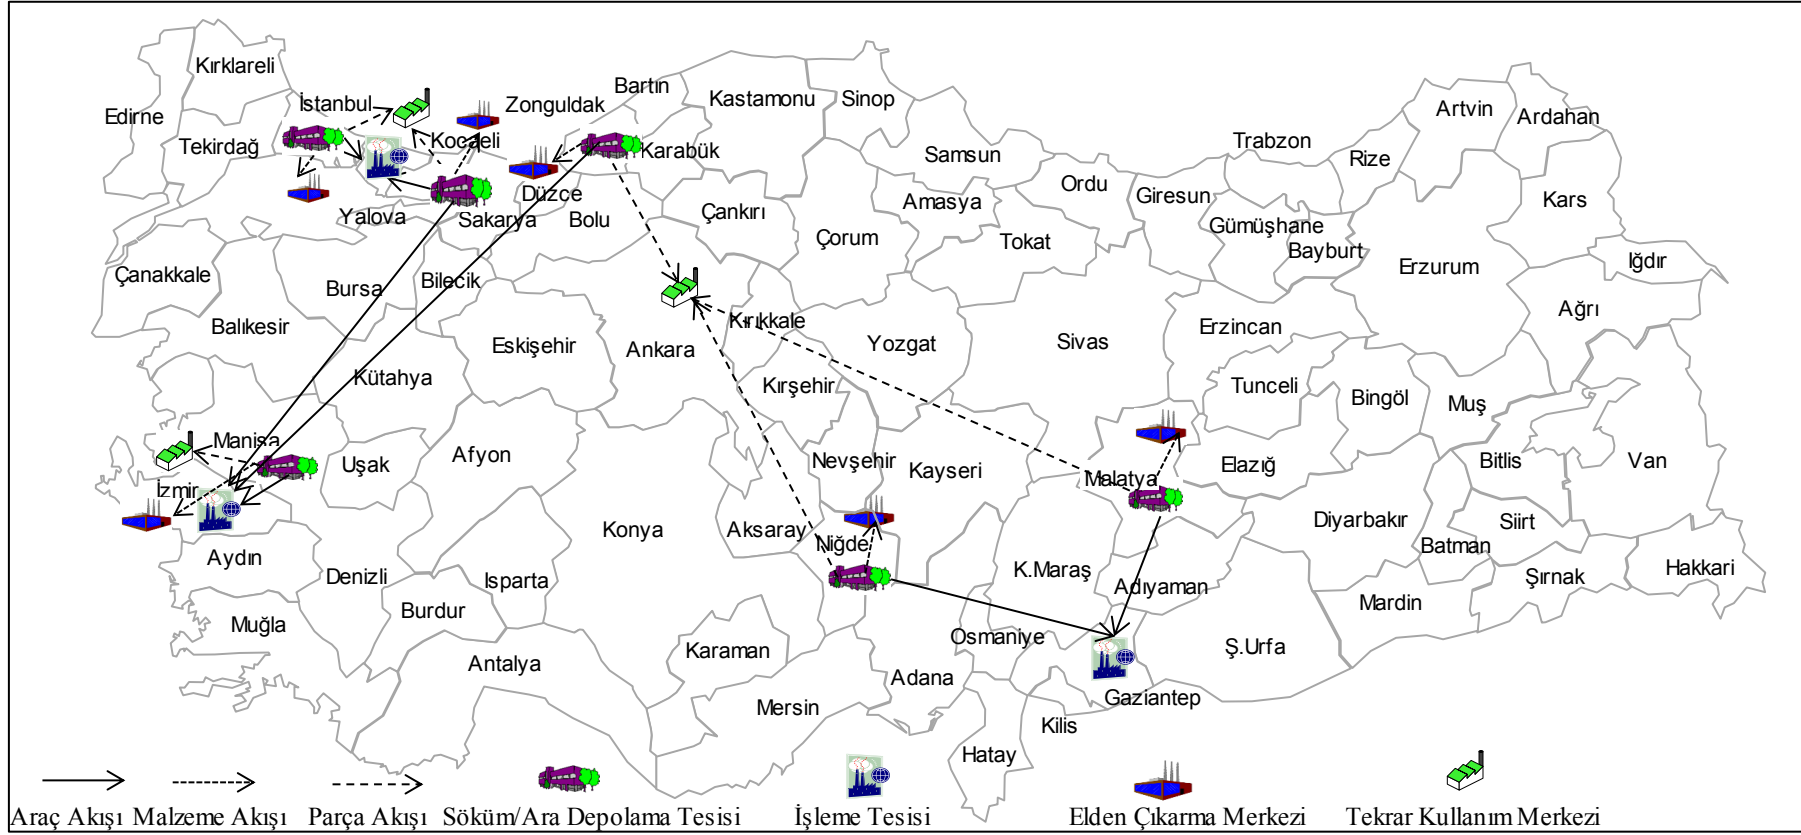 Kırklareli
Edirne
Tekirdağ
İstanbul
Kocaeli
Yalova
Sakarya
Düzce
Zonguldak
Bartın
Karabük
Bolu
Kastamonu
Sinop
Çankırı
Samsun
Amasya
Çorum
Tokat
Ordu
Giresun
Trabzon
Gümüşhane
Bayburt
Rize
Artvin
Ardahan
Kars
Iğdır
Erzurum
Ağrı
Çanakkale
Balıkesir
Bursa
Bilecik
Eskişehir
Kütahya
Ankara
Kırıkkale
Kırşehir
Yozgat
Sivas
Erzincan
Tunceli
Bingöl
Muş
Bitlis
Van
Manisa
İzmir
Uşak
Afyon
Konya
Aksaray
Nevşehir
Niğde
Kayseri
Malatya
Elazığ
Diyarbakır
Batman
Siirt
Şırnak
Hakkari
Mardin
Aydın
Denizli
Muğla
Burdur
Isparta
Antalya
Karaman
Mersin
Adana
Osmaniye
K.Maraş
Adıyaman
Ş.Urfa
Gaziantep
Kilis
Hatay
Araç Akışı Malzeme Akışı Parça Akışı Söküm/Ara Depolama Tesisi İşleme Tesisi Elden Çıkarma Merkezi Tekrar Kullanım Merkezi